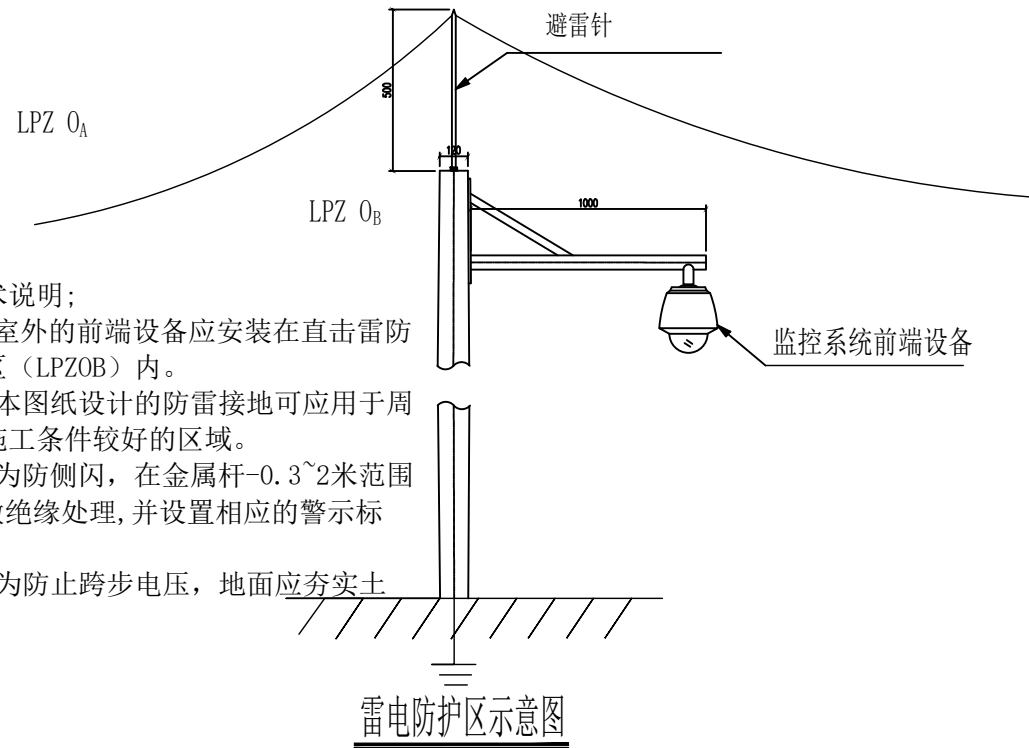 避雷针
500
LPZ 0A
120
LPZ 0B
1000
术说明;
室外的前端设备应安装在直击雷防
区（LPZOB）内。
本图纸设计的防雷接地可应用于周
施工条件较好的区域。
为防侧闪，在金属杆-0.3~2米范围
做绝缘处理,并设置相应的警示标
为防止跨步电压，地面应夯实土
监控系统前端设备
雷电防护区示意图